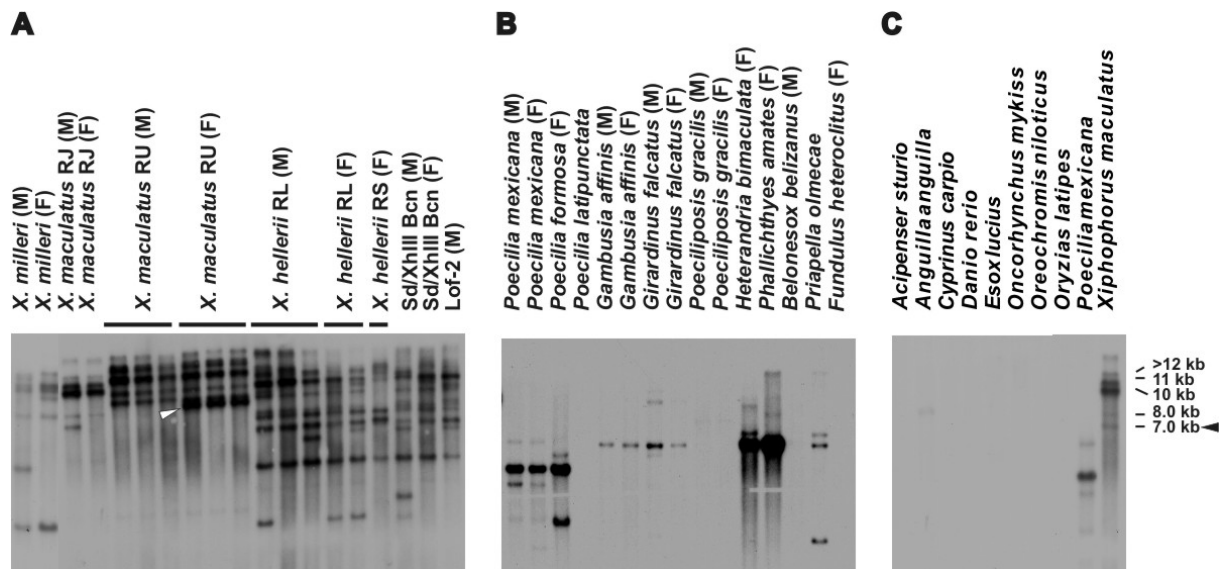 A
X. milleri (M)
X. milleri (F)
X. maculatus RJ (M)
X. maculatus RJ (F)
X. maculatus RU (M)
X. maculatus RU (F)
X. hellerii RL (M)
X. hellerii RL (F)
X. hellerii RS (F)
Sd/XhIII Bcn (M)
Sd/XhIII Bcn (F)
Lof-2 (M)
B
Poecilia mexicana (M)
Poecilia mexicana (F)
Poecilia formosa (F)
Poecilia latipunctata
Gambusia affinis (M)
Gambusia affinis (F)
Girardinus falcatus (M)
Girardinus falcatus (F)
Poeciliposis gracilis (M)
Poeciliposis gracilis (F)
Heterandria bimaculata (F)
Phallichthyes amates (F)
Belonesox belizanus (M)
Priapella olmecae
Fundulus heteroclitus (F)
C
Acipenser sturio
Anguilla anguilla
Cyprinus carpio
Danio rerio
Esox lucius
Oncorhynchus mykiss
Oreochromis niloticus
Oryzias latipes
Poecilia mexicana
Xiphophorus maculatus
>12 kb
11 kb
10 kb
8.0 kb
7.0 kb